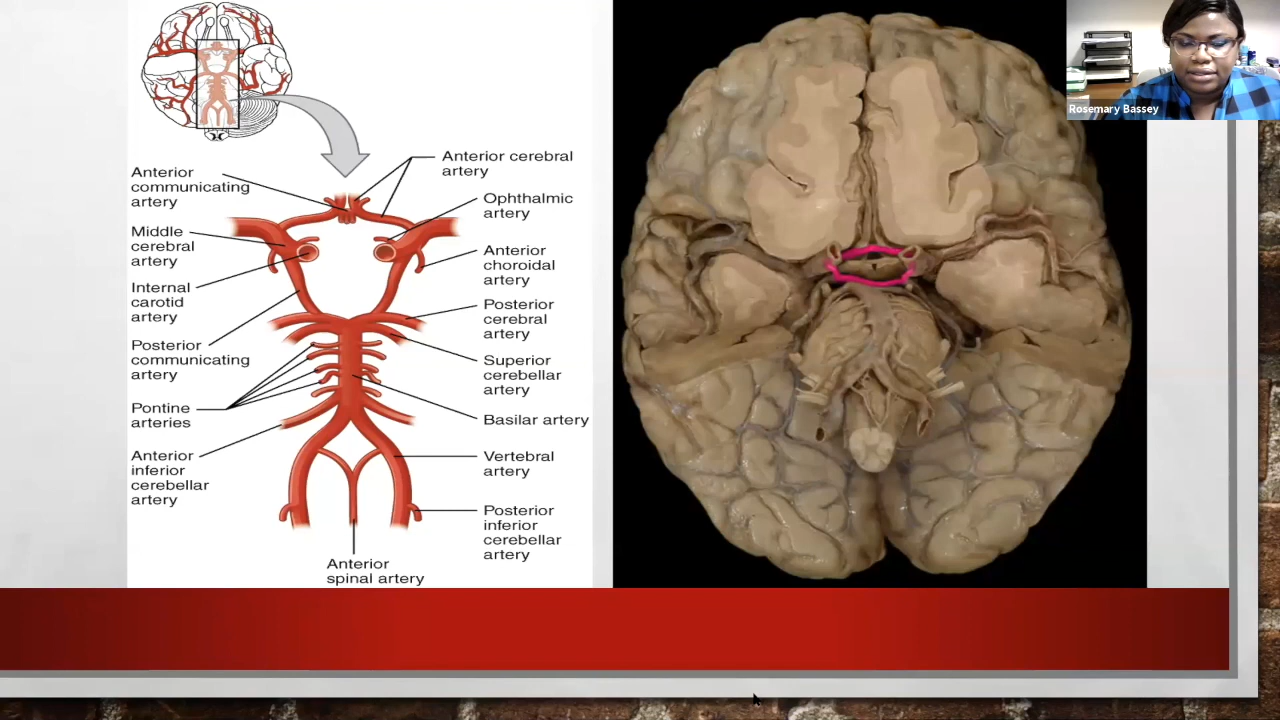 Rosemary Bassey
Anterior
communicating
artery
Middle
cerebral
artery
Internal
carotid
artery
Posterior
communicating
artery
Pontine
arteries
Anterior
inferior
cerebellar
artery
Anterior
spinal artery
Anterior cerebral
artery
Ophthalmic
artery
Anterior
choroidal
artery
Posterior
cerebral
artery
Superior
cerebellar
artery
Basilar artery
Vertebral
artery
Posterior
inferior
cerebellar
artery